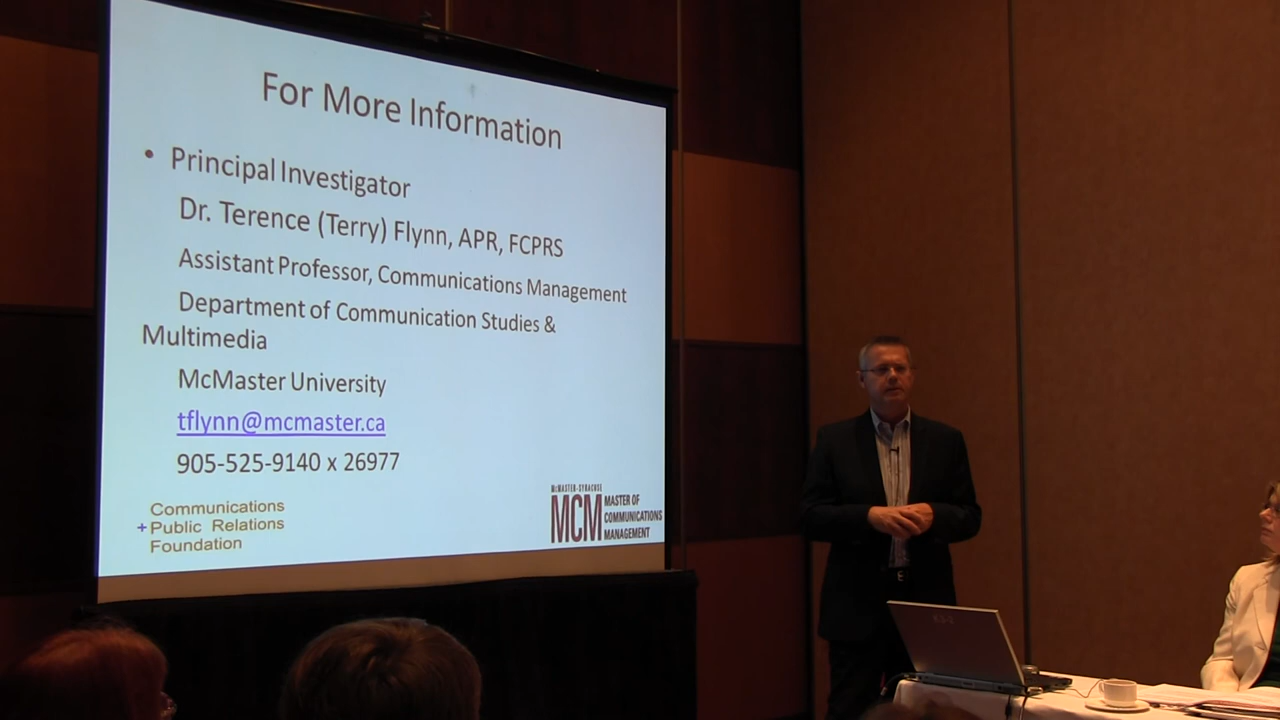 For More Information
• Principal Investigator
Dr. Terence (Terry) Flynn, APR, FCPRS
Assistant Professor, Communications Management
Department of Communication Studies &
Multimedia
McMaster University
tflynn@mcmaster.ca
905-525-9140 x 26977
Communications
+Public Relations
Foundation
McMASTER-SYRACUSE
MCM
MASTER OF
COMMUNICATIONS
MANAGEMENT